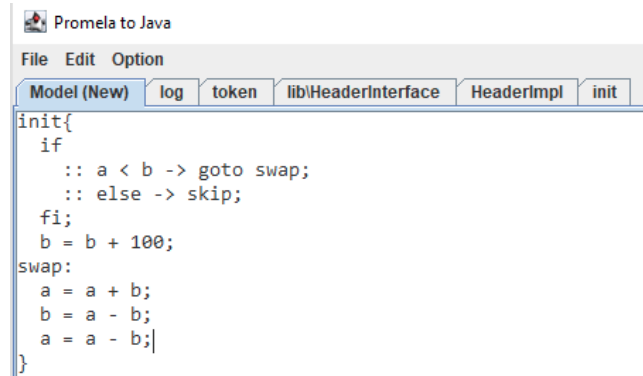 Promela to Java
File Edit Option
Model (New) log token lib\HeaderInterface HeaderImpl init
init{
  if
    :: a < b -> goto swap;
    :: else -> skip;
  fi;
  b = b + 100;
swap:
  a = a + b;
  b = a - b;
  a = a - b;
}